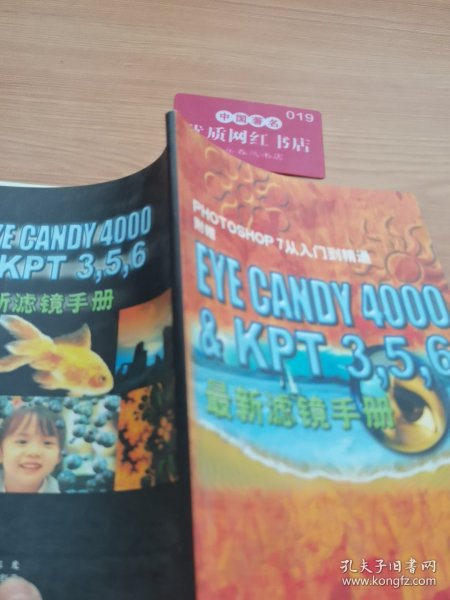 中国著名
019
优质网红书店
PHOTOSHOP 7从入门到精通
附赠
EYE CANDY 4000
& KPT 3,5,6
最新滤镜手册
YE CANDY 4000
KPT 3,5,6
新滤镜手册
孔夫子旧书网
www.kongfz.com